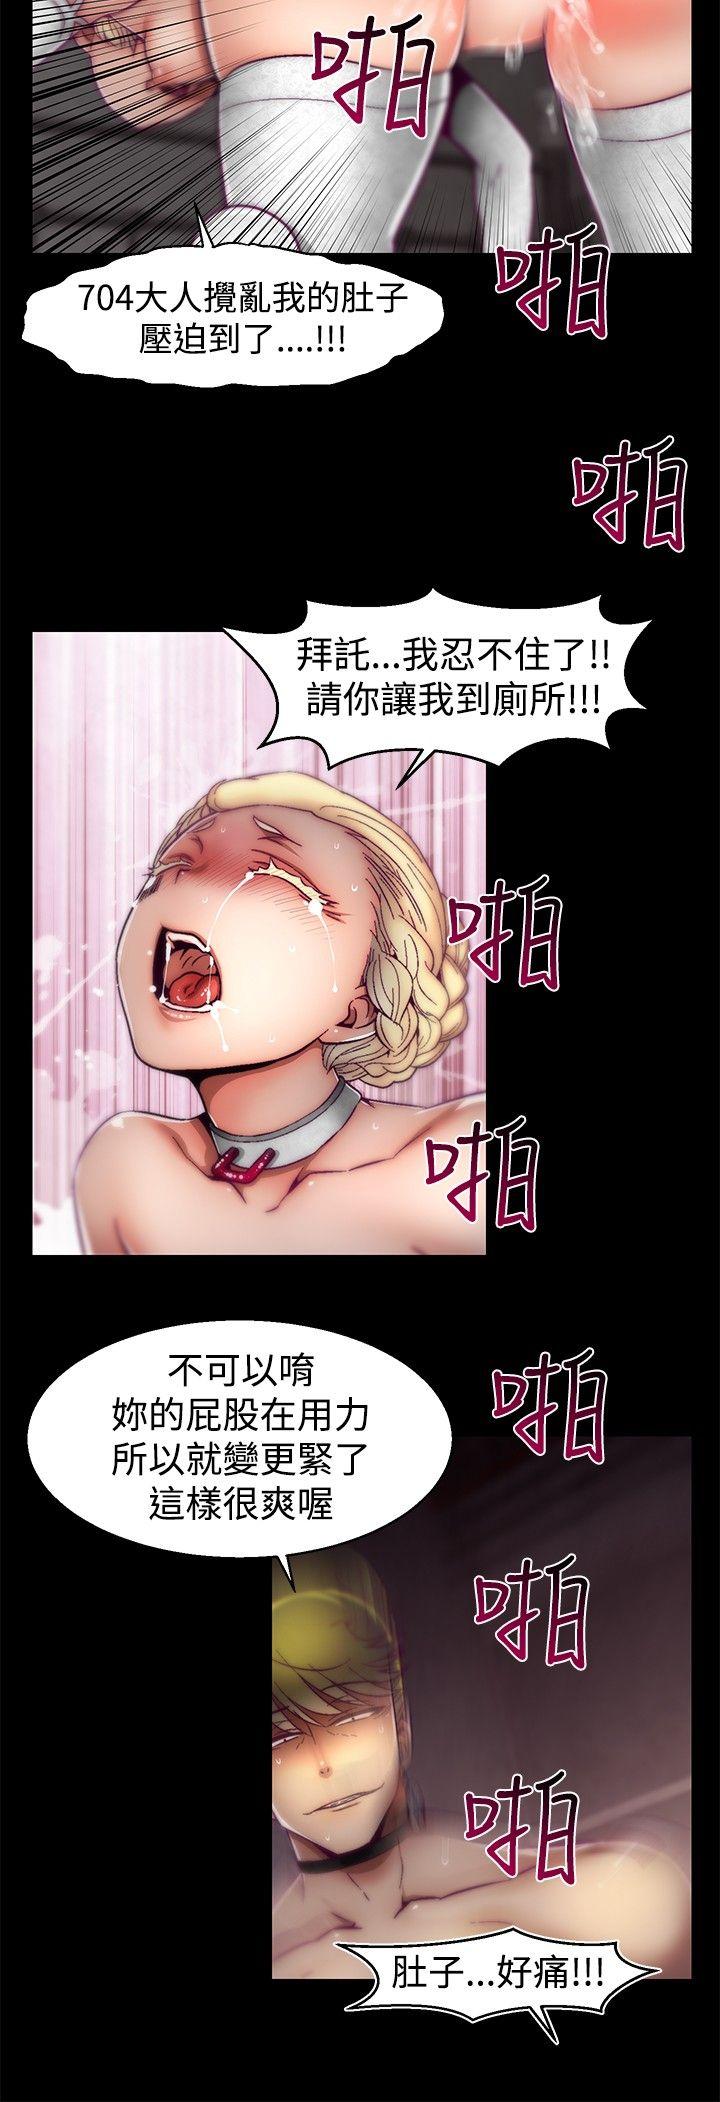 啪
啪
704大人攪亂我的肚子
壓迫到了....!!!
啪
拜託...我忍不住了!!
請你讓我到廁所!!!
啪
啪
不可以唷
妳的屁股在用力
所以就變更緊了
這樣很爽喔
啪
啪
啪
肚子...好痛!!!